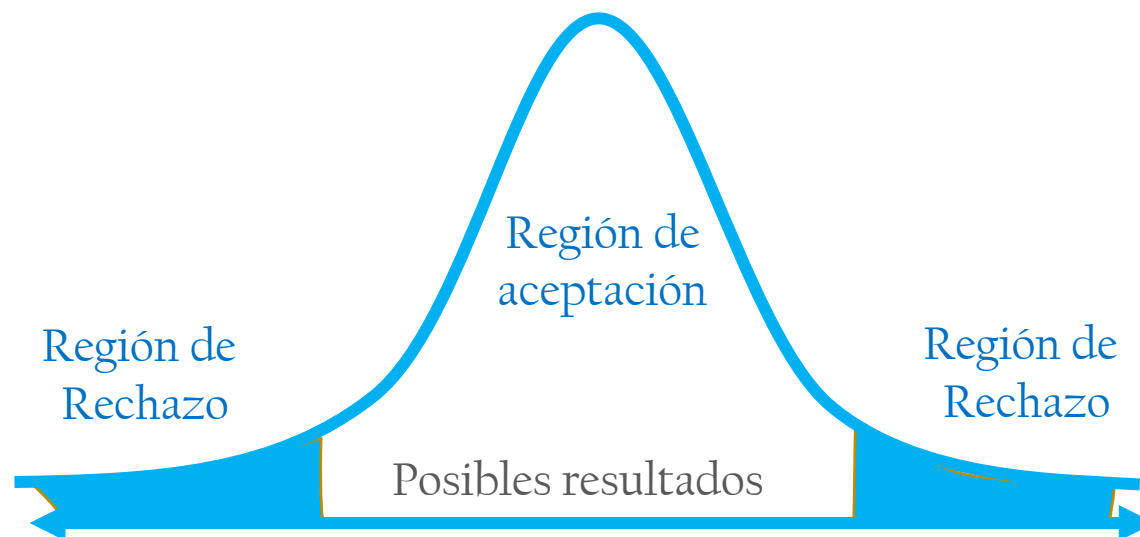 Región de
aceptación
Región de
Rechazo
Región de
Rechazo
Posibles resultados